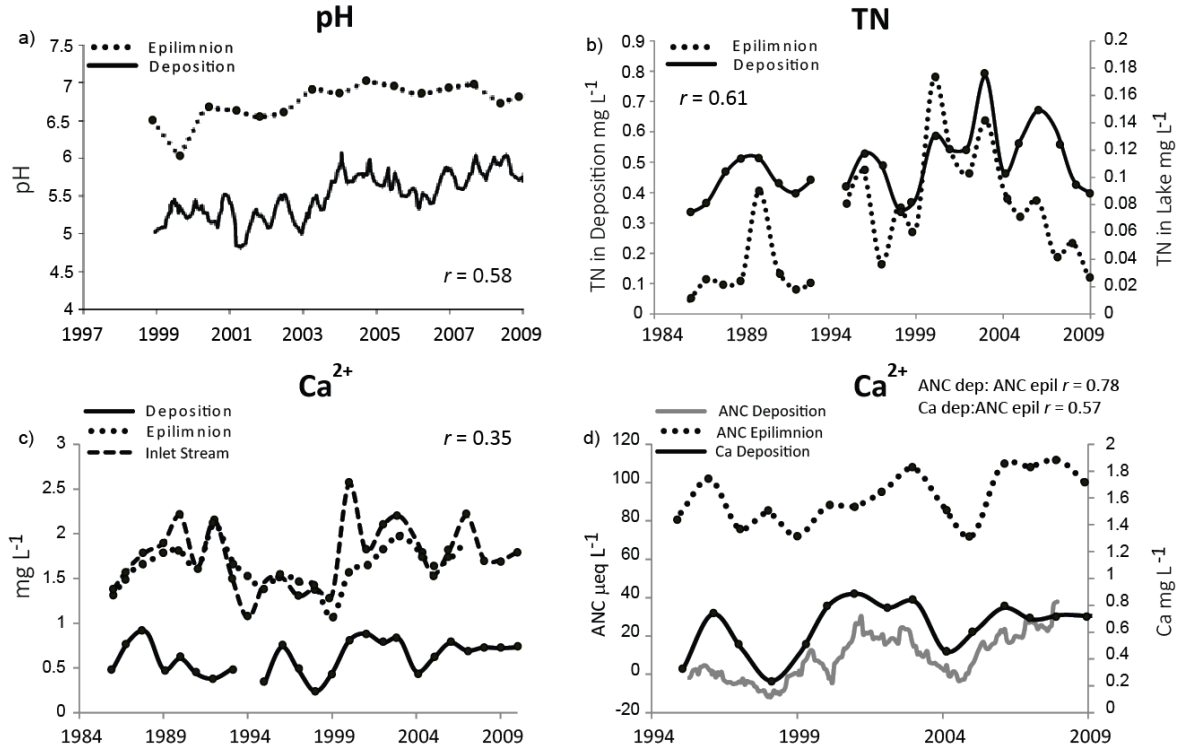 pH
a)
Epilimnion
Deposition
7.5
7
6.5
6
5.5
5
4.5
4
pH
r = 0.58
1997 1999 2001 2003 2005 2007 2009
TN
b)
Epilimnion
Deposition
r = 0.61
0.9
0.8
0.7
0.6
0.5
0.4
0.3
0.2
0.1
0
TN in Deposition mg L-1
0.2
0.18
0.16
0.14
0.12
0.1
0.08
0.06
0.04
0.02
0
TN in Lake mg L-1
1984 1989 1994 1999 2004 2009
Ca2+
Deposition
c)
Epilimnion
r = 0.35
Inlet Stream
3
2.5
2
1.5
1
0.5
0
mg L-1
1984 1989 1994 1999 2004 2009
Ca2+
ANC dep: ANC epil r = 0.78
Ca dep:ANC epil r = 0.57
ANC Deposition
d)
ANC Epilimnion
Ca Deposition
120
100
80
60
40
20
0
-20
ANC µeq L-1
2
1.8
1.6
1.4
1.2
1
0.8
0.6
0.4
0.2
0
Ca mg L-1
1994 1999 2004 2009